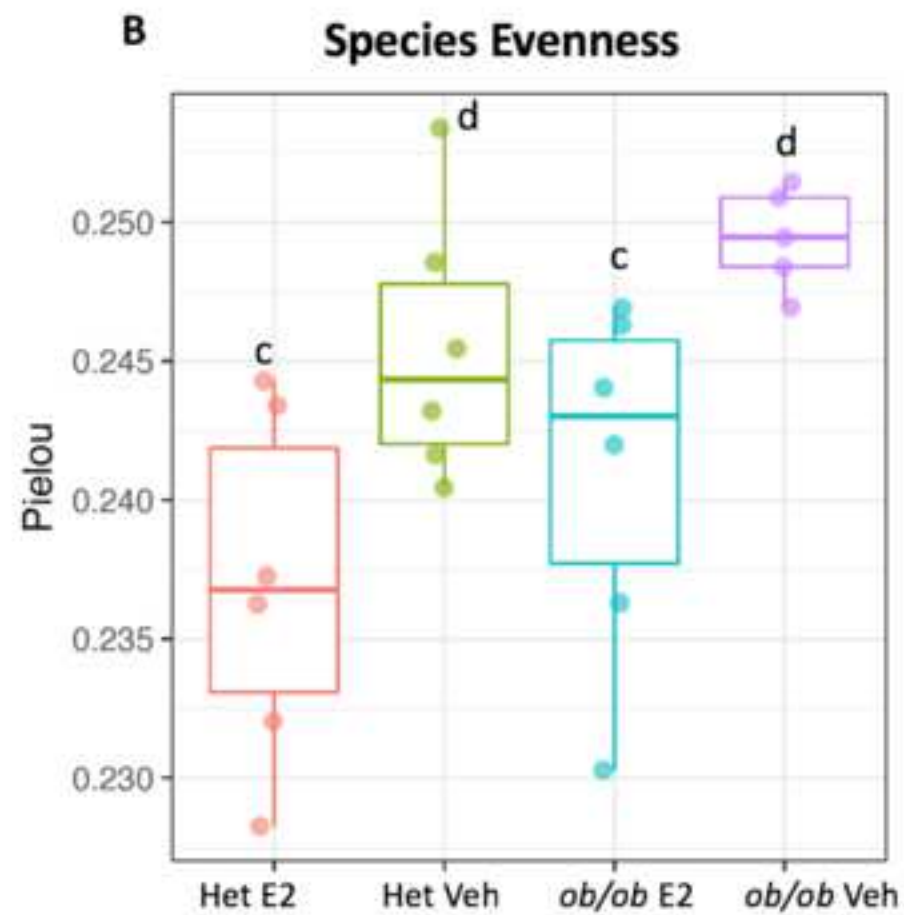 B
Species Evenness
Pielou
0.250
0.245
0.240
0.235
0.230
c
d
c
d
Het E2
Het Veh
ob/ob E2
ob/ob Veh